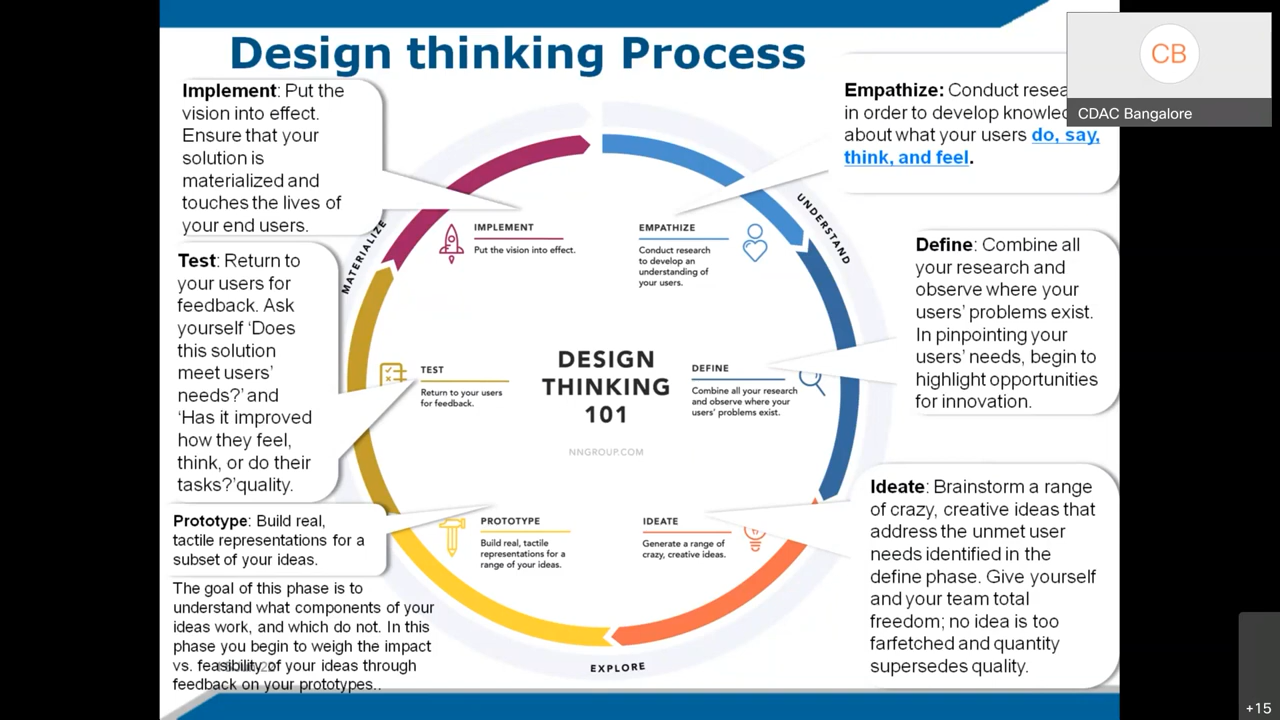 Design thinking Process
Implement: Put the
vision into effect.
Ensure that your
solution is
materialized and
touches the lives of
your end users.
Test: Return to
your users for
feedback. Ask
yourself ‘Does
this solution
meet users’
needs?’ and
‘Has it improved
how they feel,
think, or do their
tasks?’quality.
Prototype: Build real,
tactile representations for a
subset of your ideas.
The goal of this phase is to
understand what components of your
ideas work, and which do not. In this
phase you begin to weigh the impact
vs. feasibility of your ideas through
feedback on your prototypes..
MATERIALIZE
IMPLEMENT
Put the vision into effect.
EMPATHIZE
Conduct research
to develop an
understanding of
your users.
UNDERSTAND
TEST
Return to your users
for feedback.
DESIGN
THINKING
101
NNGROUP.COM
DEFINE
Combine all your research
and observe where your
users’ problems exist.
PROTOTYPE
Build real, tactile
representations for a
range of your ideas.
IDEATE
Generate a range of
crazy, creative ideas.
EXPLORE
Empathize: Conduct
in order to develop
about what your users do, say,
think, and feel.
Define: Combine all
your research and
observe where your
users’ problems exist.
In pinpointing your
users’ needs, begin to
highlight opportunities
for innovation.
Ideate: Brainstorm a range
of crazy, creative ideas that
address the unmet user
needs identified in the
define phase. Give yourself
and your team total
freedom; no idea is too
farfetched and quantity
supersedes quality.
CB
CDAC Bangalore
+15